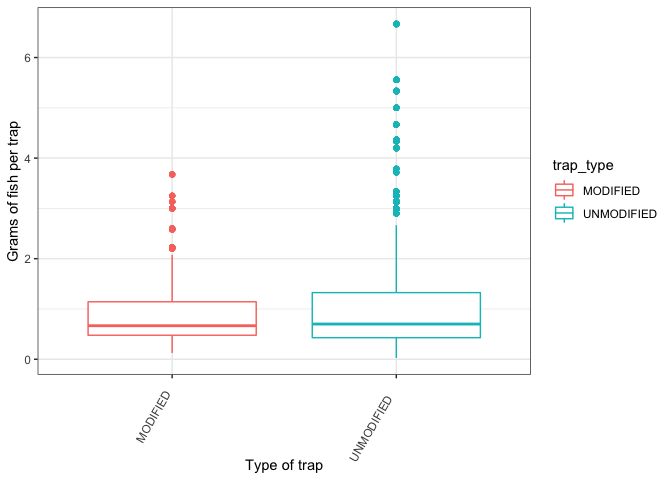 Grams of fish per trap
6
4
2
0
MODIFIED
UNMODIFIED
Type of trap
trap_type
MODIFIED
UNMODIFIED